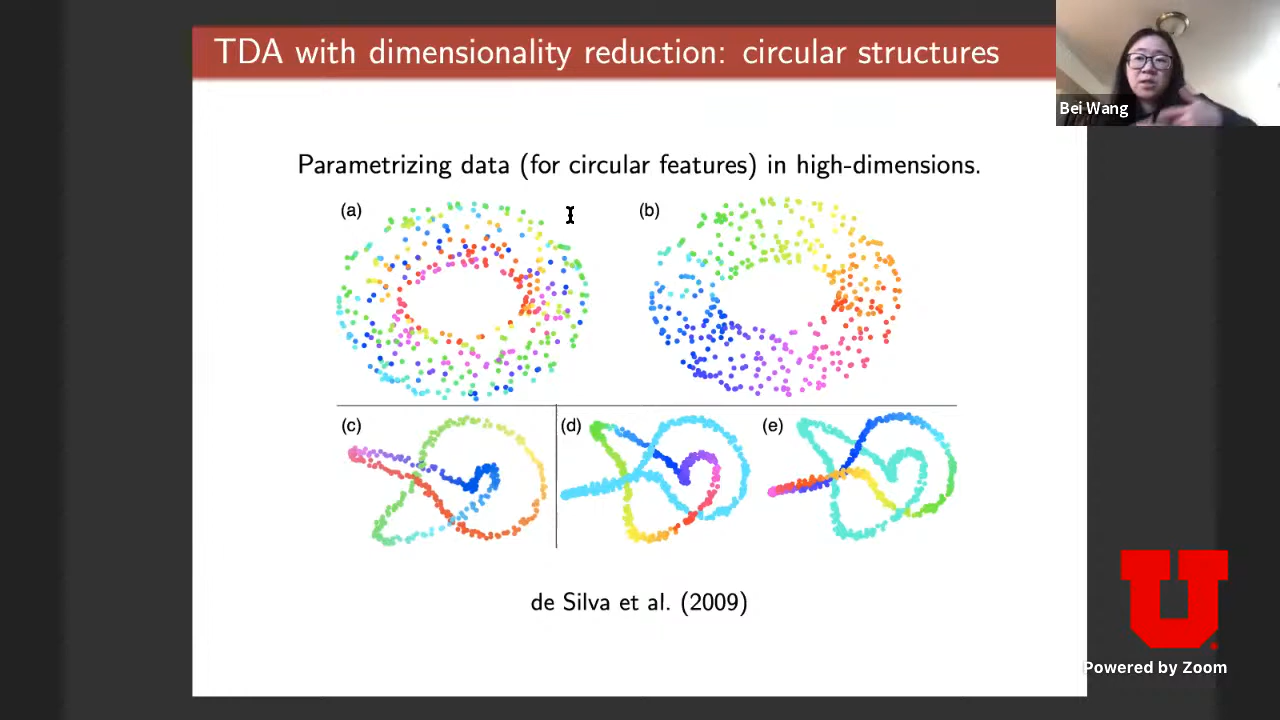 TDA with dimensionality reduction: circular structures
Bei Wang
Parametrizing data (for circular features) in high-dimensions.
(a)
(b)
(c)
(d)
(e)
de Silva et al. (2009)
U
Powered by Zoom